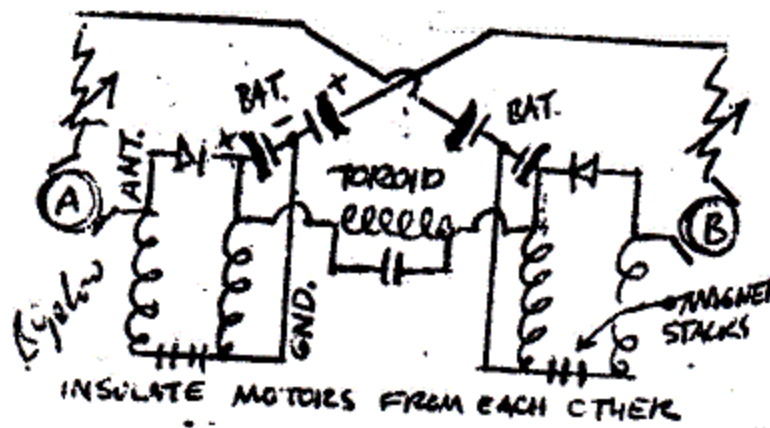 BAT.
+
-
+
BAT.
ANT.
TOROID
A
B
GND.
MAGNET
STACKS
INSULATE MOTORS FROM EACH OTHER